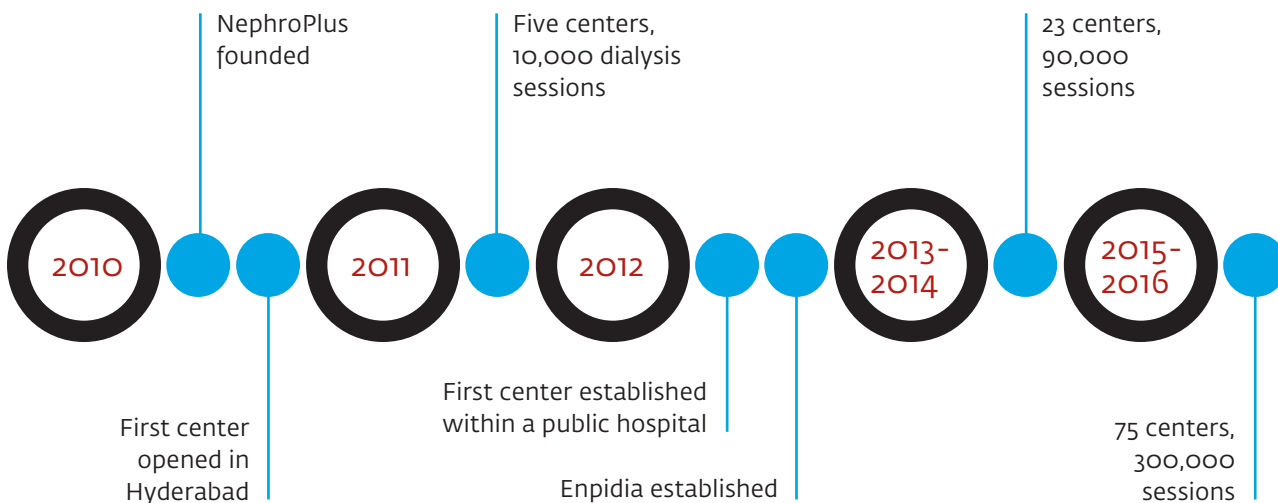 NephroPlus
founded
Five centers,
10,000 dialysis
sessions
23 centers,
90,000
sessions
2010
2011
2012
2013-
2014
2015-
2016
First center
opened in
Hyderabad
First center established
within a public hospital
Enpidia established
75 centers,
300,000
sessions